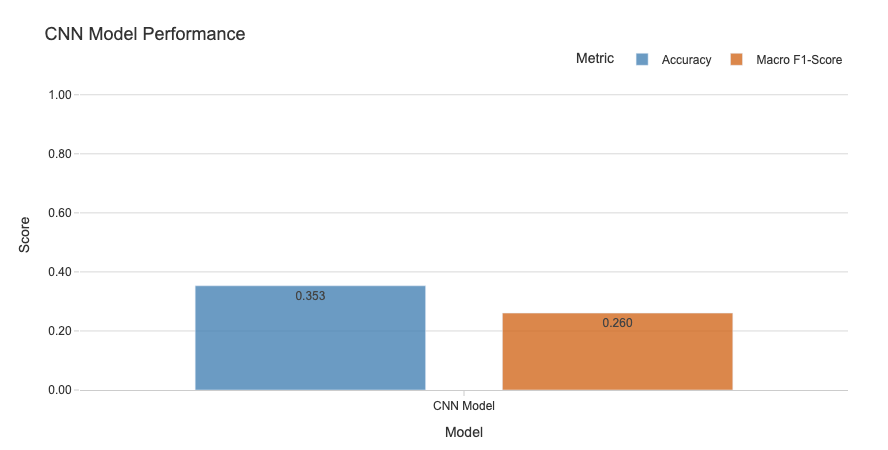 CNN Model Performance
Metric Accuracy Macro F1-Score
1.00
0.80
0.60
0.40
0.20
0.00
Score
0.353
0.260
CNN Model
Model